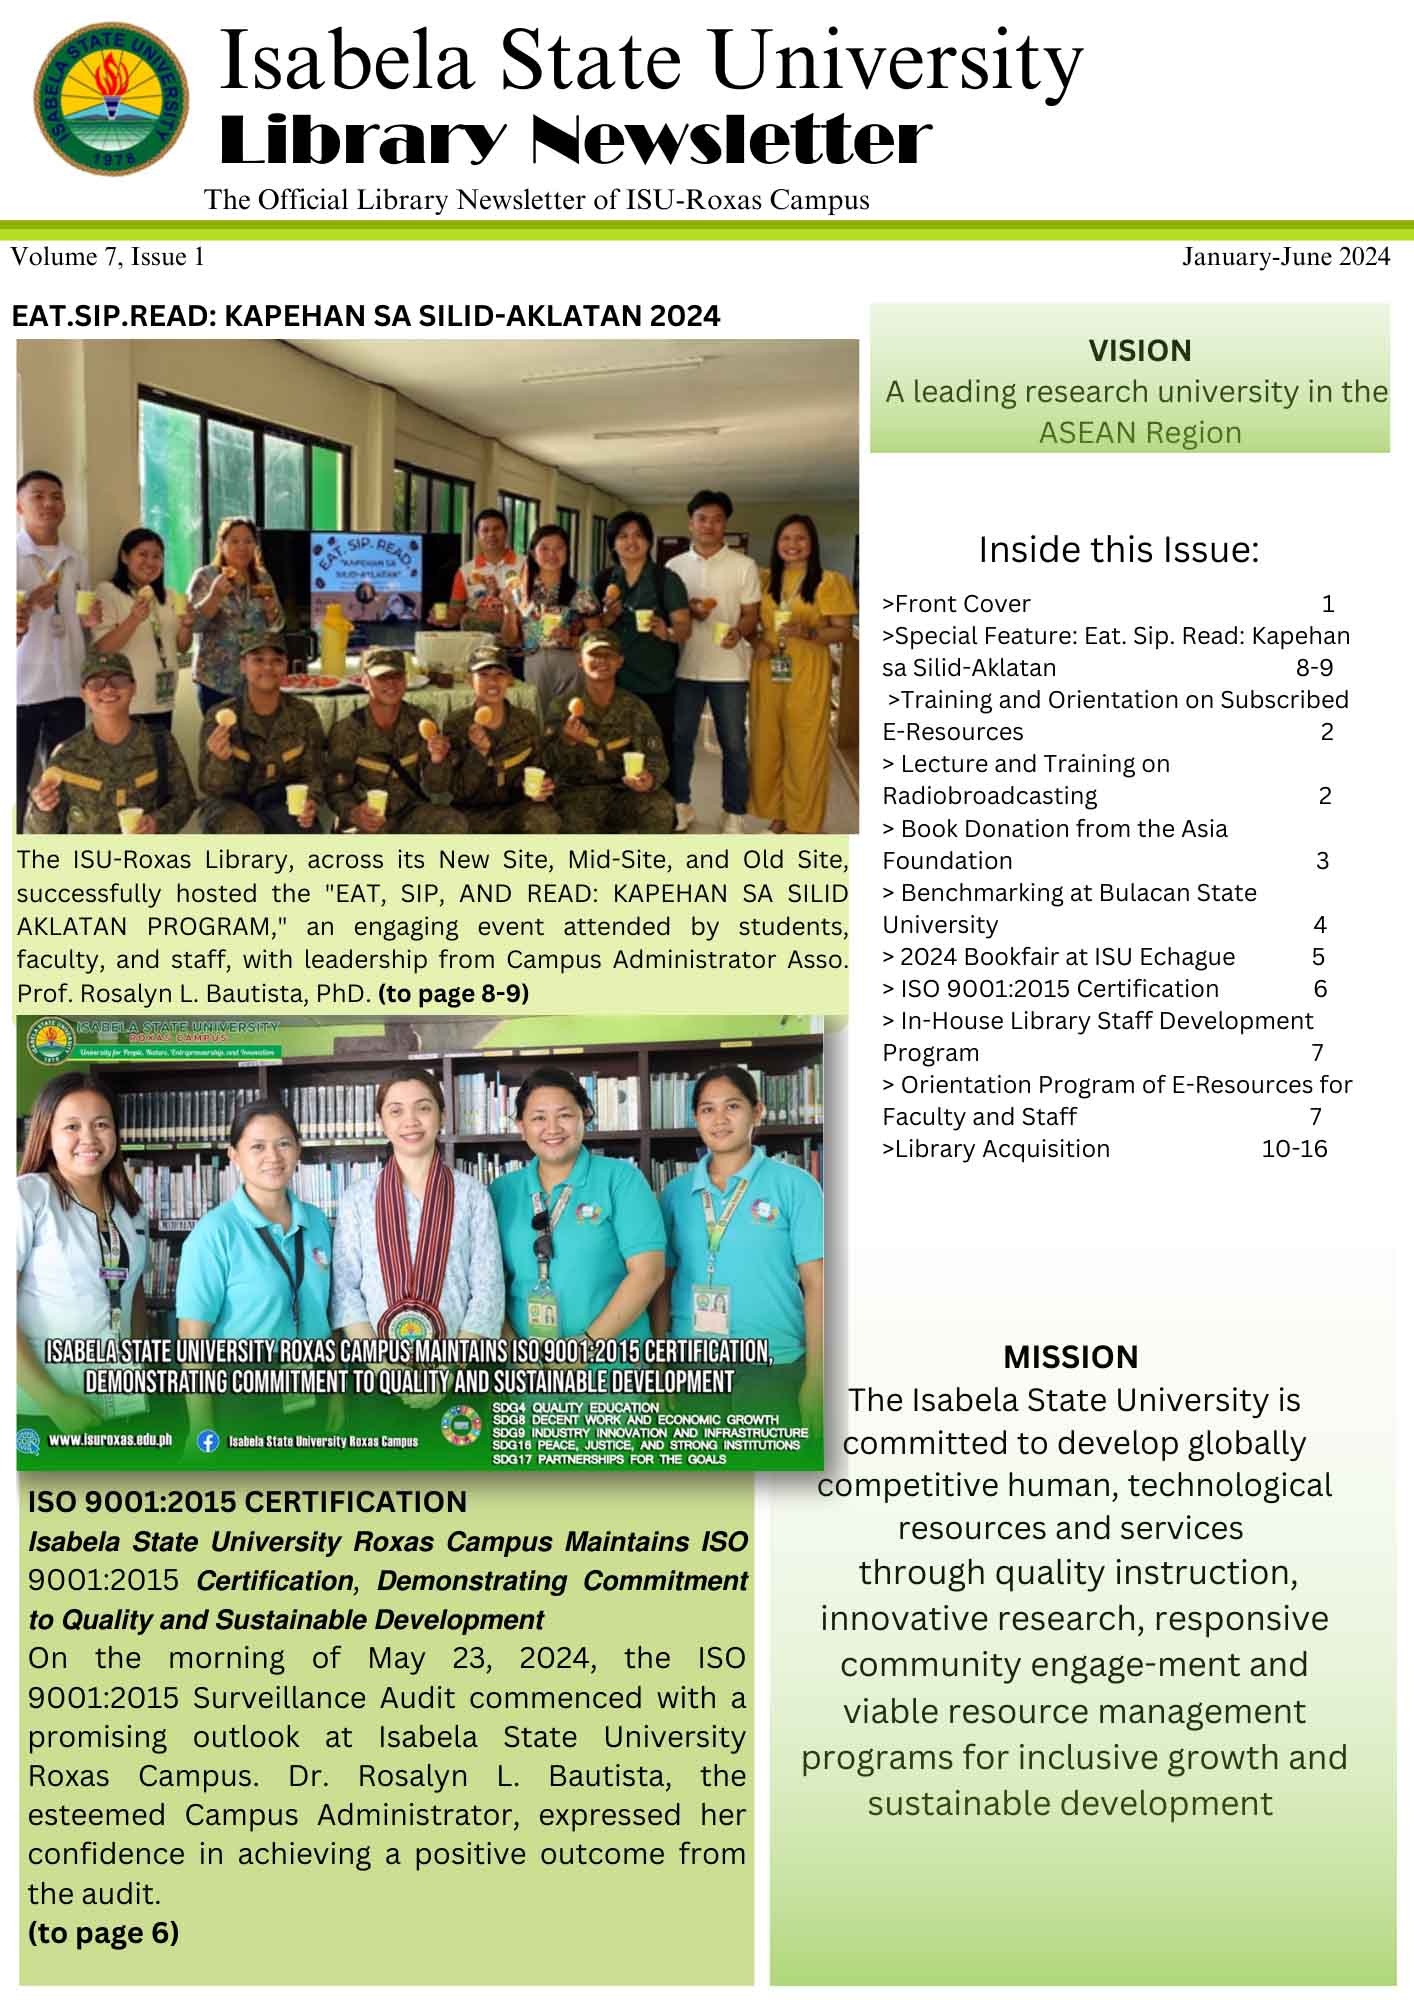 ISABELA STATE UNIVERSITY
1978
Isabela State University
Library Newsletter
The Official Library Newsletter of ISU-Roxas Campus
Volume 7, Issue 1
January-June 2024
EAT.SIP.READ: KAPEHAN SA SILID-AKLATAN 2024
EAT. SIP. READ.
"KAPEHAN SA
SILID-AKLATAN"
The ISU-Roxas Library, across its New Site, Mid-Site, and Old Site,
successfully hosted the "EAT, SIP, AND READ: KAPEHAN SA SILID
AKLATAN PROGRAM," an engaging event attended by students,
faculty, and staff, with leadership from Campus Administrator Asso.
Prof. Rosalyn L. Bautista, PhD. (to page 8-9)
ISABELA STATE UNIVERSITY
ROXAS CAMPUS
University for People, Nature, Entrepreneurship, and Innovation
ISABELA STATE UNIVERSITY ROXAS CAMPUS MAINTAINS ISO 9001:2015 CERTIFICATION,
DEMONSTRATING COMMITMENT TO QUALITY AND SUSTAINABLE DEVELOPMENT
SDG4 QUALITY EDUCATION
SDG8 DECENT WORK AND ECONOMIC GROWTH
SDG9 INDUSTRY INNOVATION AND INFRASTRUCTURE
SDG16 PEACE, JUSTICE, AND STRONG INSTITUTIONS
SDG17 PARTNERSHIPS FOR THE GOALS
www.isuroxas.edu.ph
Isabela State University Roxas Campus
ISO 9001:2015 CERTIFICATION
Isabela State University Roxas Campus Maintains ISO
9001:2015 Certification, Demonstrating Commitment
to Quality and Sustainable Development
On the morning of May 23, 2024, the ISO
9001:2015 Surveillance Audit commenced with a
promising outlook at Isabela State University
Roxas Campus. Dr. Rosalyn L. Bautista, the
esteemed Campus Administrator, expressed her
confidence in achieving a positive outcome from
the audit.
(to page 6)
VISION
A leading research university in the
ASEAN Region
Inside this Issue:
>Front Cover 1
>Special Feature: Eat. Sip. Read: Kapehan
sa Silid-Aklatan 8-9
>Training and Orientation on Subscribed
E-Resources 2
> Lecture and Training on
Radiobroadcasting 2
> Book Donation from the Asia
Foundation 3
> Benchmarking at Bulacan State
University 4
> 2024 Bookfair at ISU Echague 5
> ISO 9001:2015 Certification 6
> In-House Library Staff Development
Program 7
> Orientation Program of E-Resources for
Faculty and Staff 7
>Library Acquisition 10-16
MISSION
The Isabela State University is
committed to develop globally
competitive human, technological
resources and services
through quality instruction,
innovative research, responsive
community engage-ment and
viable resource management
programs for inclusive growth and
sustainable development